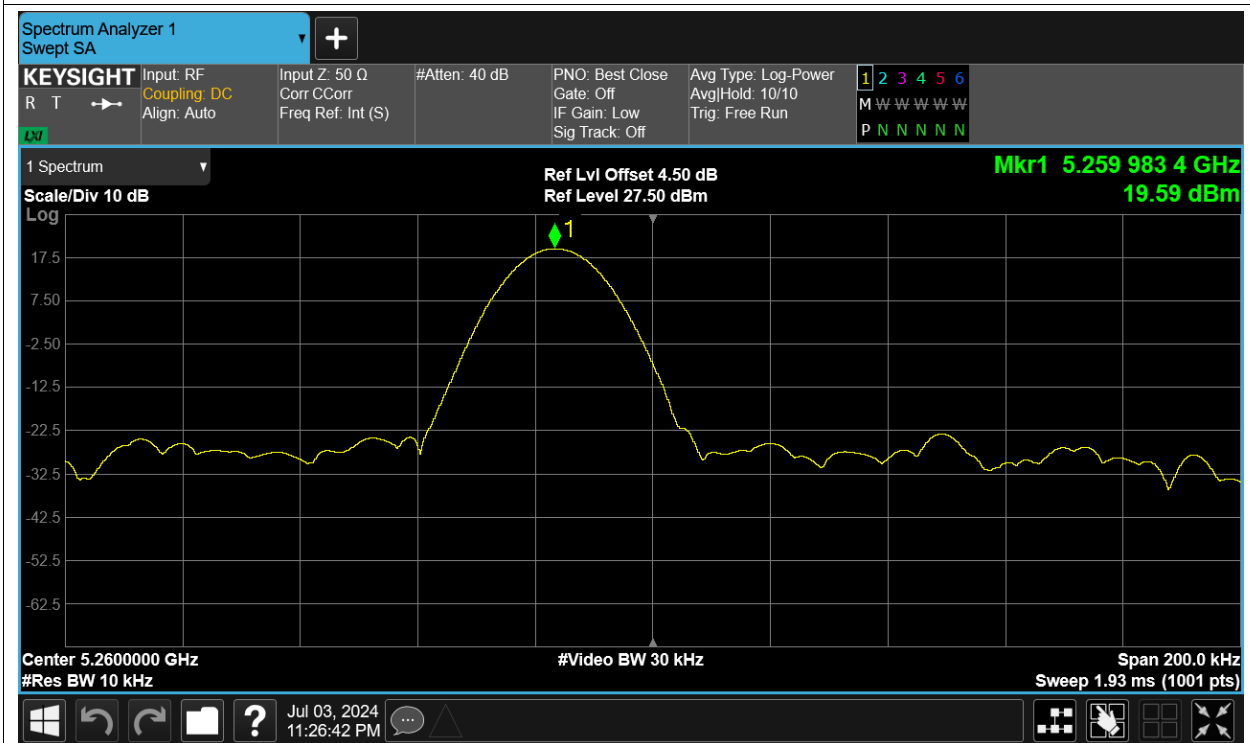 Spectrum Analyzer 1
Swept SA
KEYSIGHT
R T
LXI
Input: RF
Coupling: DC
Align: Auto
Input Z: 50 Ω
Corr CCorr
Freq Ref: Int (S)
#Atten: 40 dB
PNO: Best Close
Gate: Off
IF Gain: Low
Sig Track: Off
Avg Type: Log-Power
Avg|Hold: 10/10
Trig: Free Run
1 2 3 4 5 6
M W W W W W
P N N N N N
1 Spectrum
Scale/Div 10 dB
Log
Ref Lvl Offset 4.50 dB
Ref Level 27.50 dBm
Mkr1 5.259 983 4 GHz
19.59 dBm
1
17.5
7.50
-2.50
-12.5
-22.5
-32.5
-42.5
-52.5
-62.5
Center 5.2600000 GHz
#Res BW 10 kHz
#Video BW 30 kHz
Span 200.0 kHz
Sweep 1.93 ms (1001 pts)
?
Jul 03, 2024
11:26:42 PM